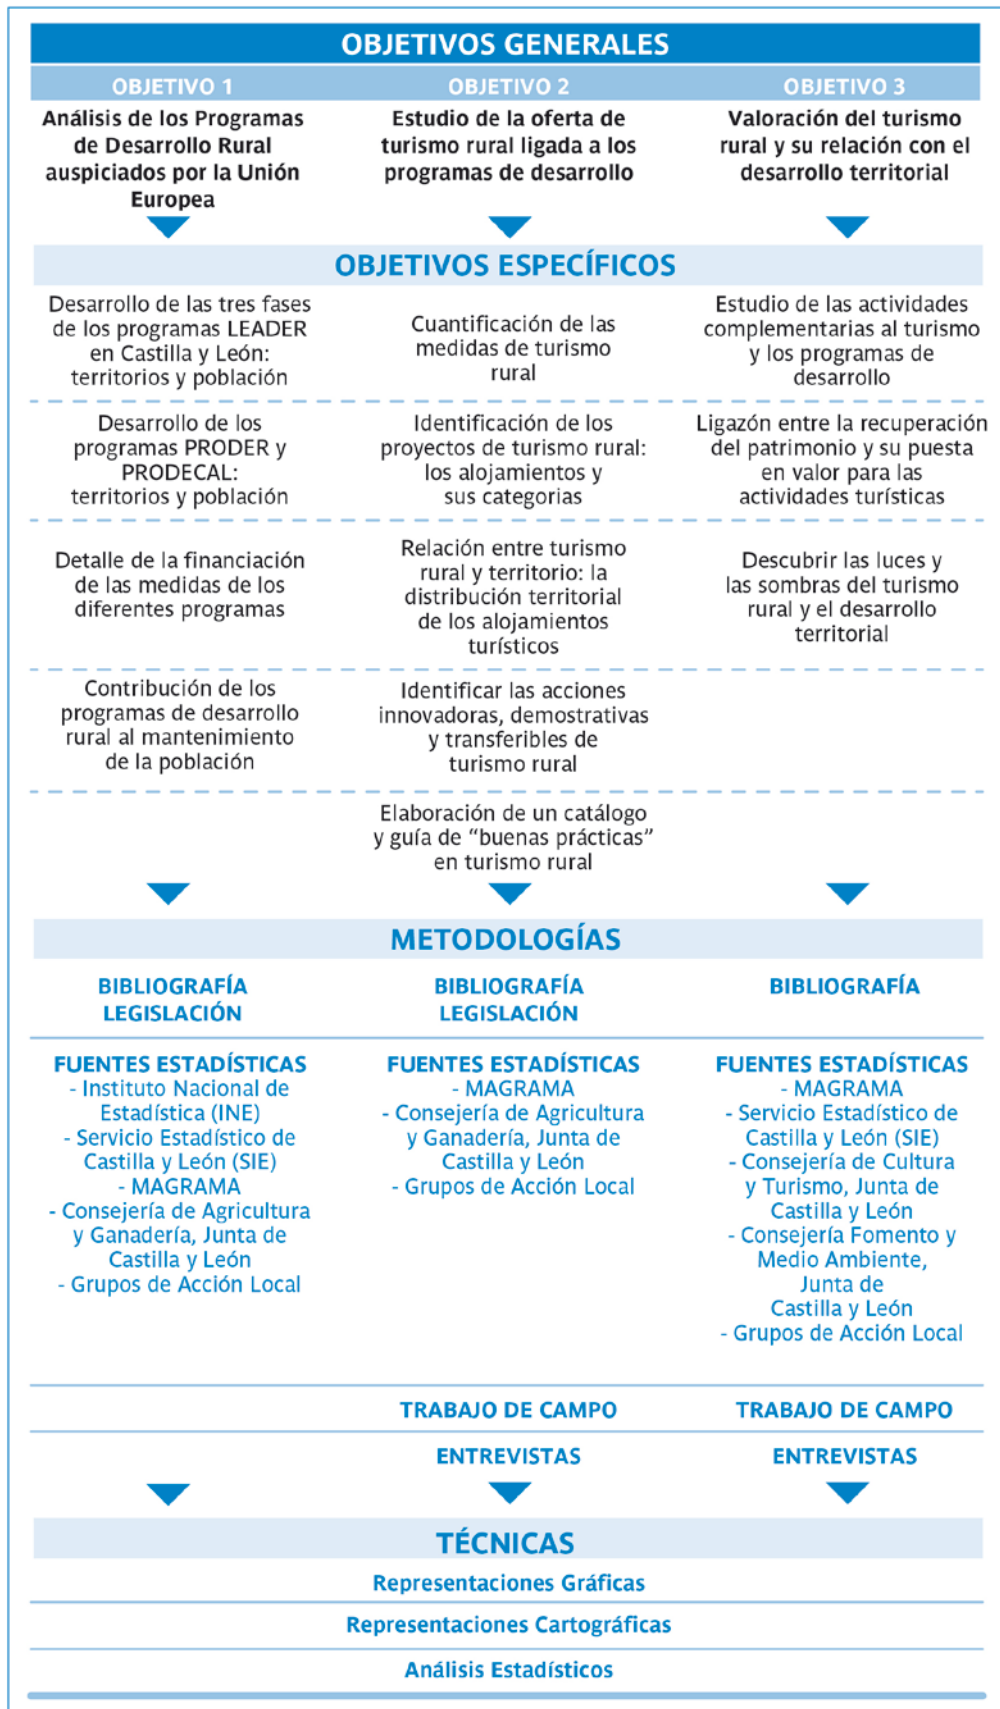 OBJETIVOS GENERALES
OBJETIVO 1
Análisis de los Programas
de Desarrollo Rural
auspiciados por la Unión
Europea
OBJETIVO 2
Estudio de la oferta de
turismo rural ligada a los
programas de desarrollo
OBJETIVO 3
Valoración del turismo
rural y su relación con el
desarrollo territorial
OBJETIVOS ESPECÍFICOS
Desarrollo de las tres fases
de los programas LEADER
en Castilla y León:
territorios y población
Cuantificación de las
medidas de turismo
rural
Estudio de las actividades
complementarias al turismo
y los programas de
desarrollo
Desarrollo de los
programas PRODER y
PRODECAL:
territorios y población
Identificación de los
proyectos de turismo rural:
los alojamientos y
sus categorias
Ligazón entre la recuperación
del patrimonio y su puesta
en valor para las
actividades turísticas
Detalle de la financiación
de las medidas de los
diferentes programas
Relación entre turismo
rural y territorio: la
distribución territorial
de los alojamientos
turísticos
Descubrir las luces y
las sombras del turismo
rural y el desarrollo
territorial
Contribución de los
programas de desarrollo
rural al mantenimiento
de la población
Identificar las acciones
innovadoras, demostrativas
y transferibles de
turismo rural
Elaboración de un catálogo
y guía de “buenas prácticas”
en turismo rural
METODOLOGÍAS
BIBLIOGRAFÍA
LEGISLACIÓN
BIBLIOGRAFÍA
LEGISLACIÓN
BIBLIOGRAFÍA
FUENTES ESTADÍSTICAS
- Instituto Nacional de
Estadística (INE)
- Servicio Estadístico de
Castilla y León (SIE)
- MAGRAMA
- Consejería de Agricultura
y Ganadería, Junta de
Castilla y León
- Grupos de Acción Local
FUENTES ESTADÍSTICAS
- MAGRAMA
- Consejería de Agricultura
y Ganadería, Junta de
Castilla y León
- Grupos de Acción Local
FUENTES ESTADÍSTICAS
- MAGRAMA
- Servicio Estadístico de
Castilla y León (SIE)
- Consejería de Cultura
y Turismo, Junta de
Castilla y León
- Consejería Fomento y
Medio Ambiente,
Junta de
Castilla y León
- Grupos de Acción Local
TRABAJO DE CAMPO
TRABAJO DE CAMPO
ENTREVISTAS
ENTREVISTAS
TÉCNICAS
Representaciones Gráficas
Representaciones Cartográficas
Análisis Estadísticos